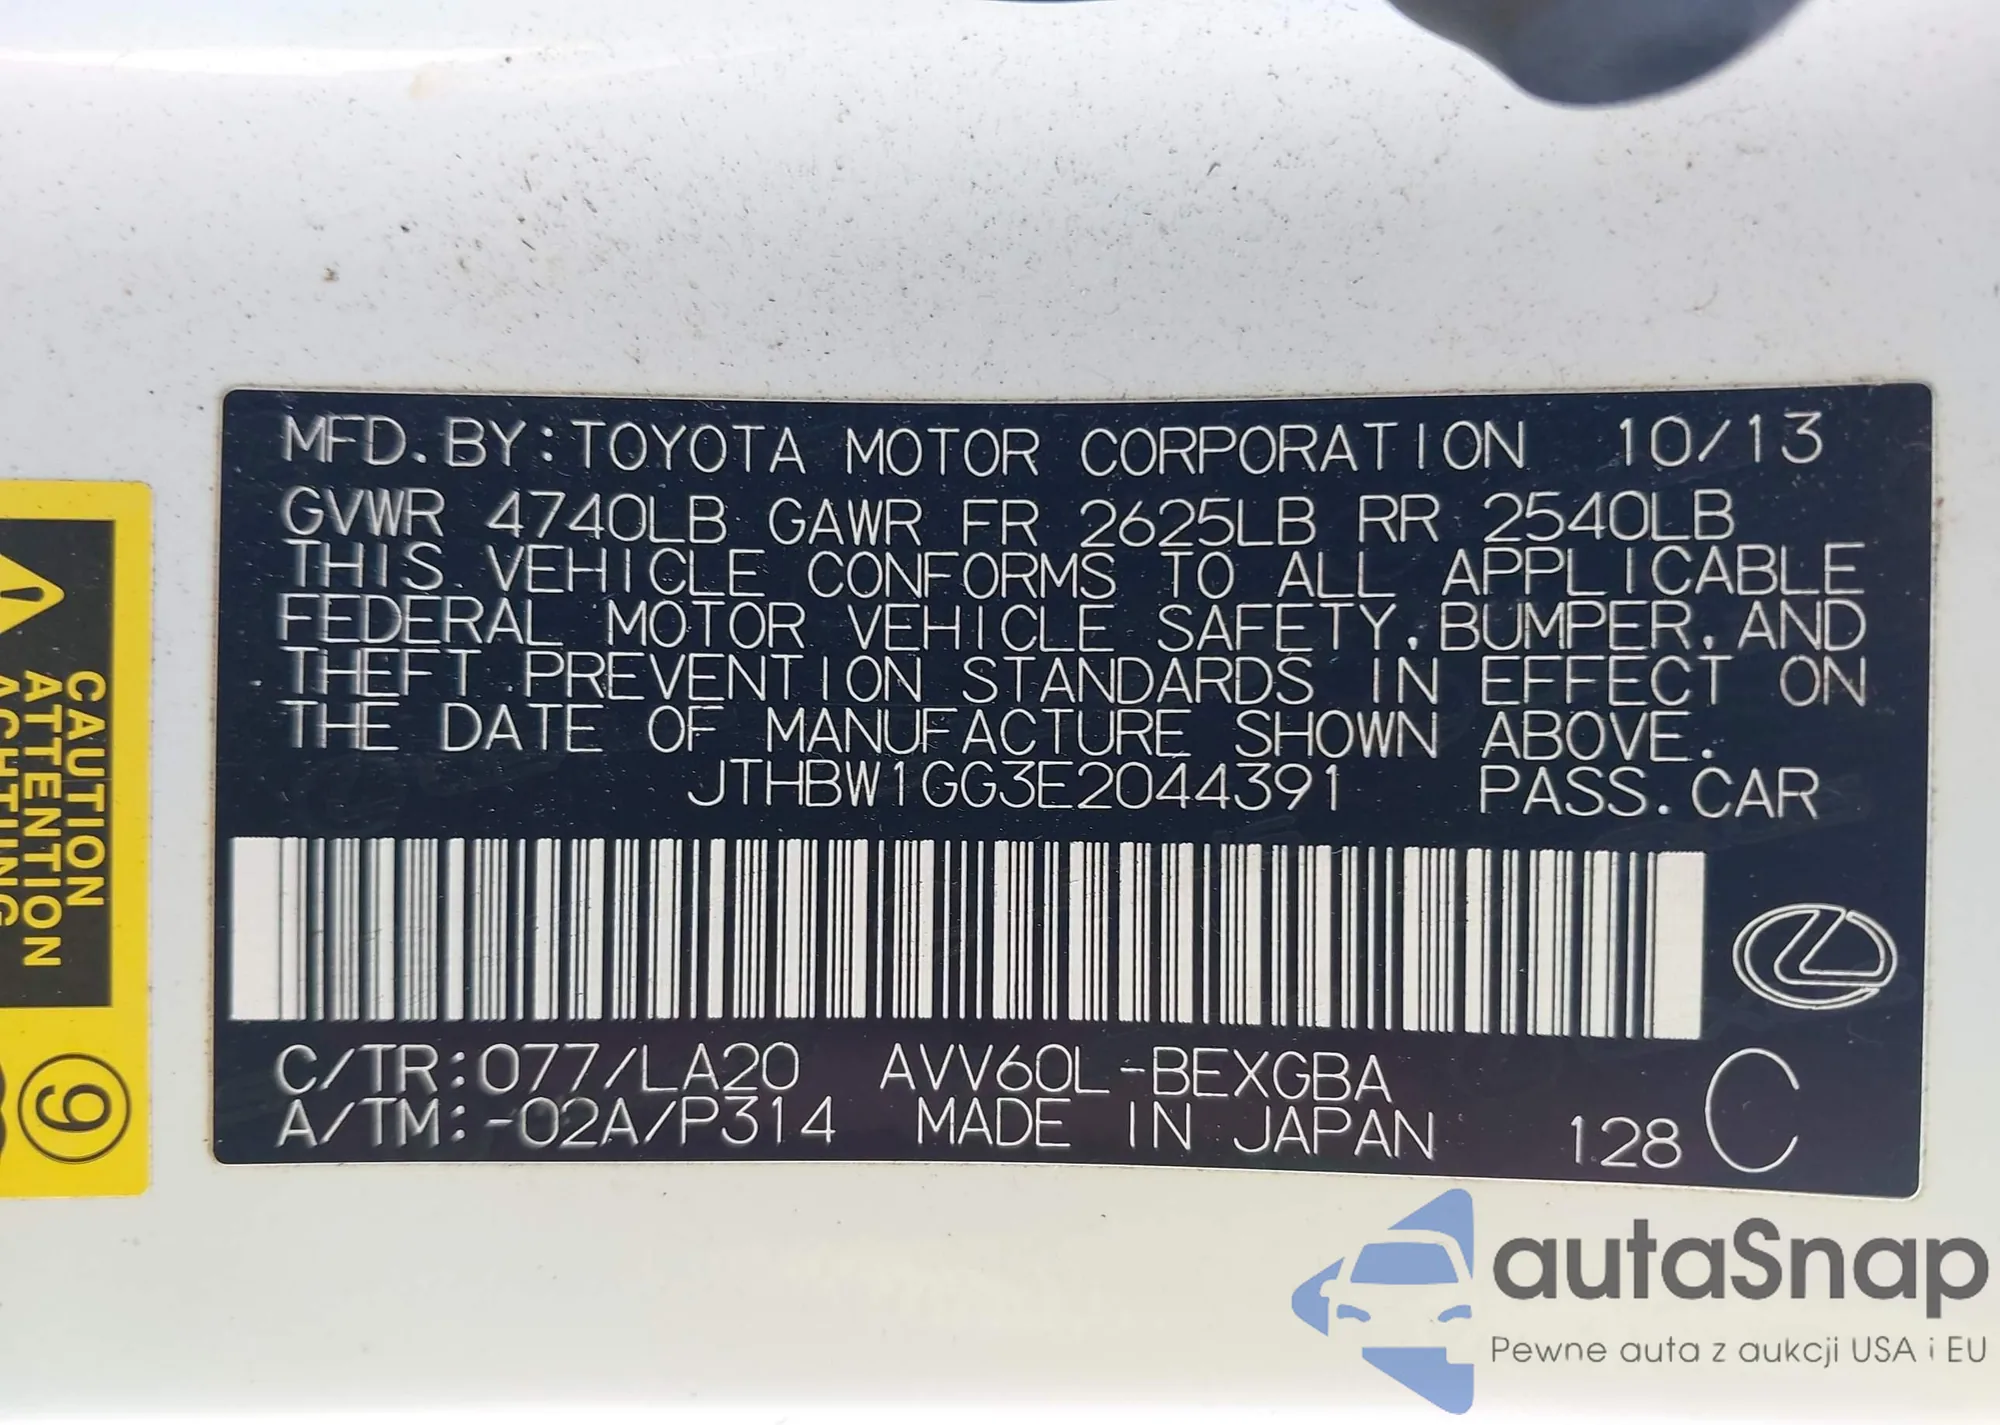 MFD. BY:TOYOTA MOTOR CORPORATION 10/13
GVWR 4740LB GAWR FR 2625LB RR 2540LB
THIS VEHICLE CONFORMS TO ALL APPLICABLE
FEDERAL MOTOR VEHICLE SAFETY, BUMPER, AND
THEFT PREVENTION STANDARDS IN EFFECT ON
THE DATE OF MANUFACTURE SHOWN ABOVE.
JTHBW1GG3E2044391 PASS. CAR
C/TR:077/LA20 AVV60L-BEXGBA
A/TM:-02A/P314 MADE IN JAPAN 128 C
CAUTION
ATTENTION
ACHTUNG
9
autaSnap
Pewne auta z aukcji USA i EU